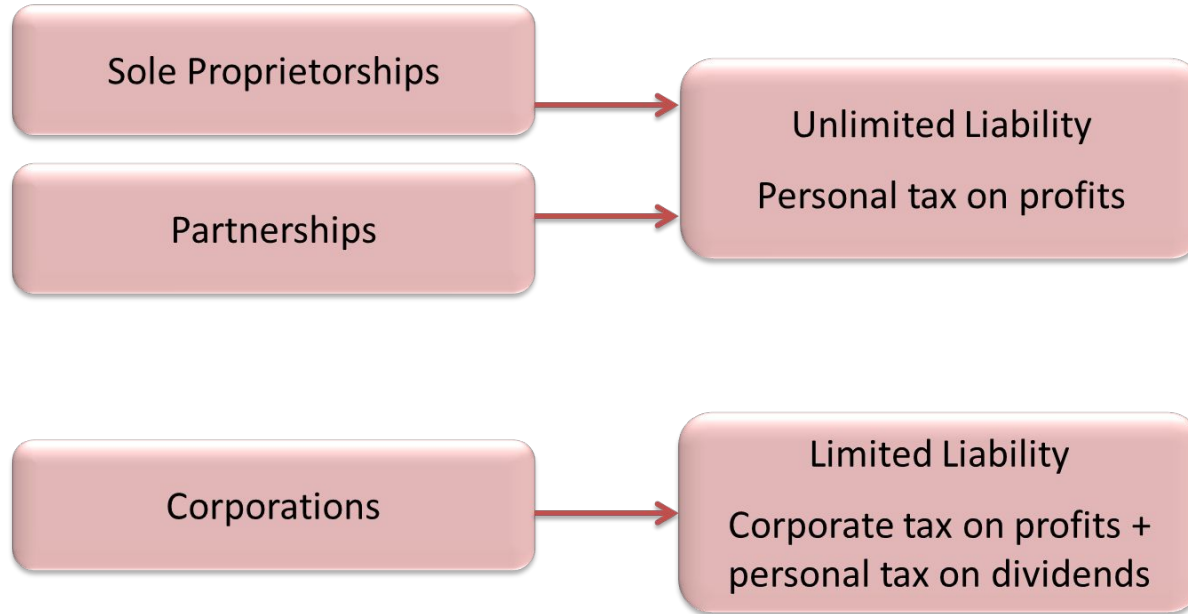 Sole Proprietorships
Partnerships
Unlimited Liability
Personal tax on profits
Corporations
Limited Liability
Corporate tax on profits +
personal tax on dividends